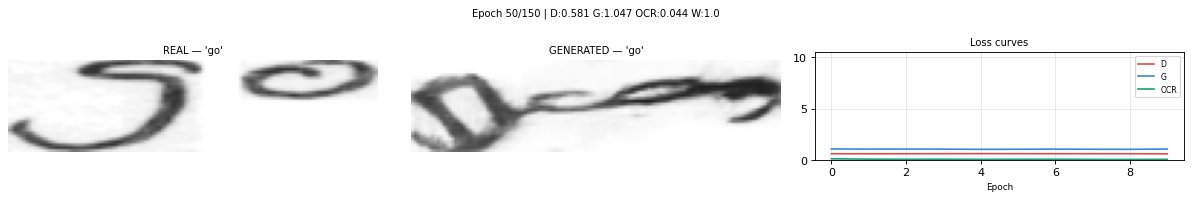 Epoch 50/150 | D:0.581 G:1.047 OCR:0.044 W:1.0
REAL — 'go'
GENERATED — 'go'
Loss curves
10
5
0
D
G
OCR
0 2 4 6 8
Epoch